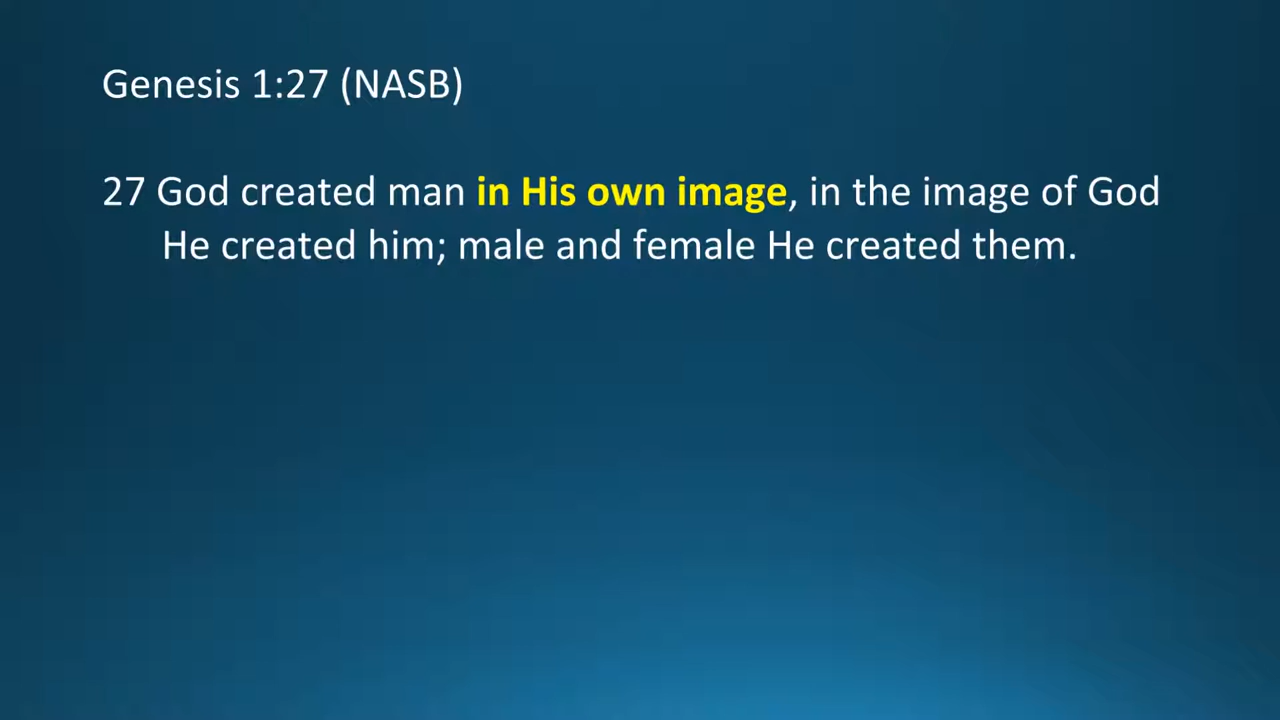 Genesis 1:27 (NASB)
27 God created man in His own image, in the image of God
He created him; male and female He created them.